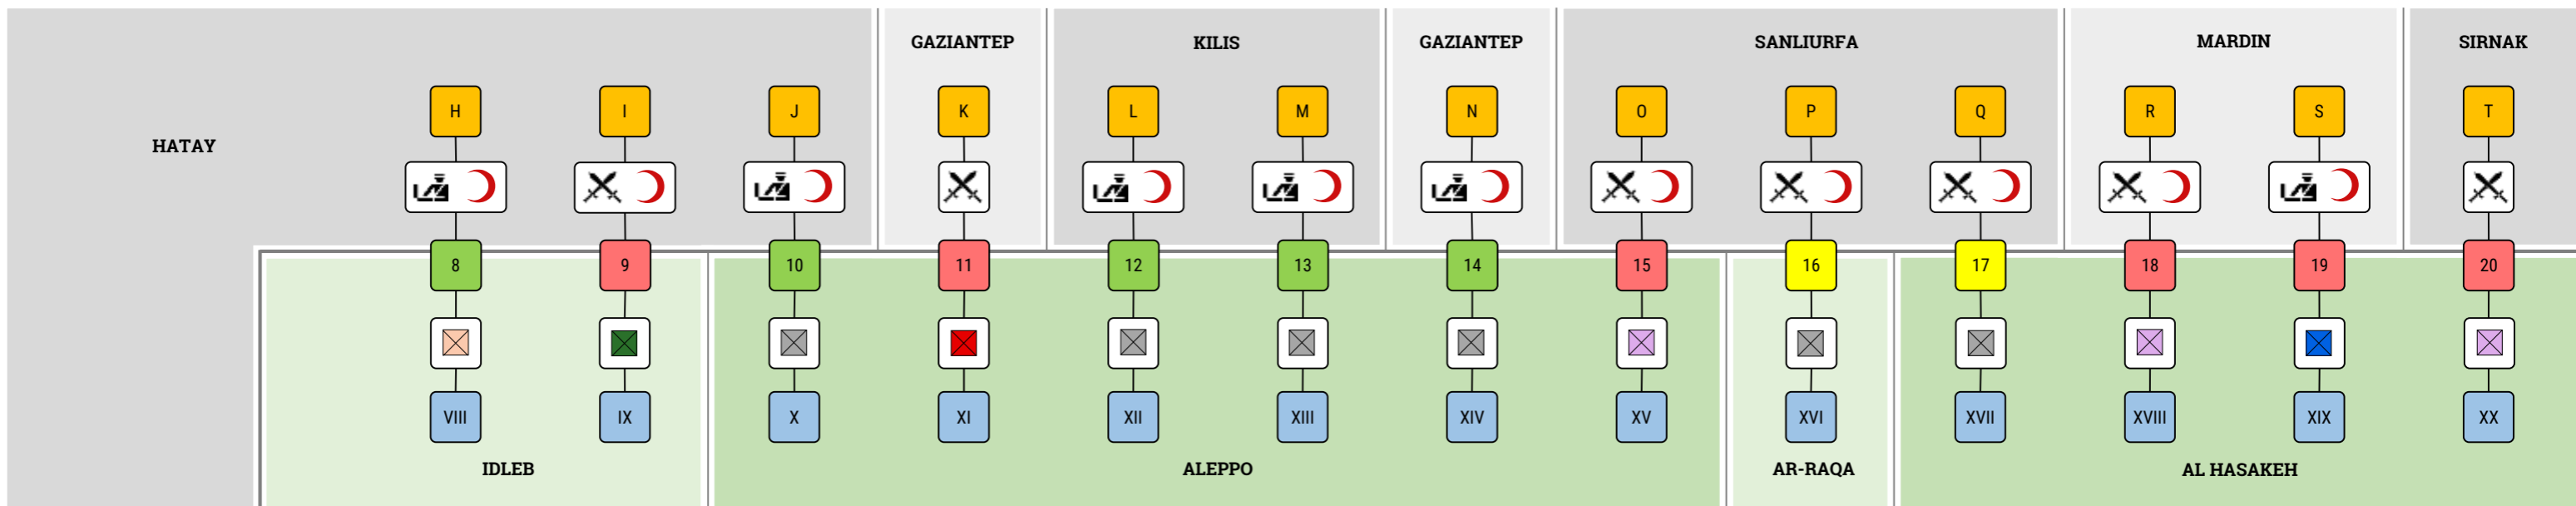 GAZIANTEP KILIS GAZIANTEP SANLIURFA MARDIN SIRNAK
H I J K L M N O P Q R S T
HATAY
8 9 10 11 12 13 14 15 16 17 18 19 20
VIII IX X XI XII XIII XIV XV XVI XVII XVIII XIX XX
IDLEB ALEPPO AR-RAQA AL HASAKEH